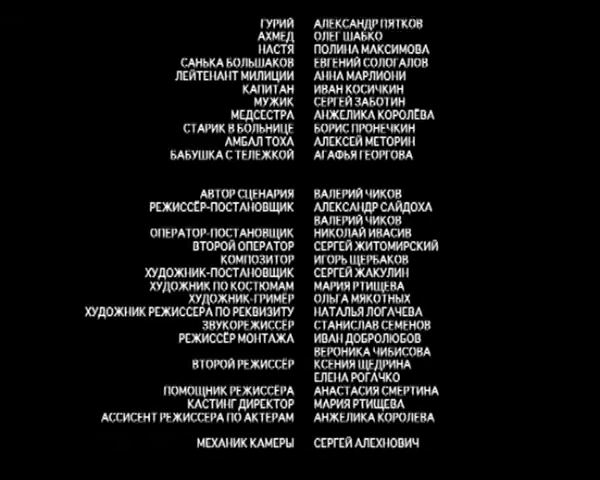 ГУРИЙ АЛЕКСАНДР ПЯТКОВ
АХМЕД ОЛЕГ ШАБКО
НАСТЯ ПОЛИНА МАКСИМОВА
САНЬКА БОЛЬШАКОВ ЕВГЕНИЙ СОЛОГАЛОВ
ЛЕЙТЕНАНТ МИЛИЦИИ АННА МАРЛИОНИ
КАПИТАН ИВАН КОСИЧКИН
МУЖИК СЕРГЕЙ ЗАБОТИН
МЕДСЕСТРА АНЖЕЛИКА КОРОЛЁВА
СТАРИК В БОЛЬНИЦЕ БОРИС ПРОНЕЧКИН
АМБАЛ ТОХА АЛЕКСЕЙ МЕТОРИН
БАБУШКА С ТЕЛЕЖКОЙ АГАФЬЯ ГЕОРГОВА
АВТОР СЦЕНАРИЯ ВАЛЕРИЙ ЧИКОВ
РЕЖИССЁР-ПОСТАНОВЩИК АЛЕКСАНДР САЙДОХА
ВАЛЕРИЙ ЧИКОВ
ОПЕРАТОР-ПОСТАНОВЩИК НИКОЛАЙ ИВАСИВ
ВТОРОЙ ОПЕРАТОР СЕРГЕЙ ЖИТОМИРСКИЙ
КОМПОЗИТОР ИГОРЬ ЩЕРБАКОВ
ХУДОЖНИК-ПОСТАНОВЩИК СЕРГЕЙ ЖАКУЛИН
ХУДОЖНИК ПО КОСТЮМАМ МАРИЯ РТИЩЕВА
ХУДОЖНИК-ГРИМЁР ОЛЬГА МЯКОТНЫХ
ХУДОЖНИК РЕЖИССЕРА ПО РЕКВИЗИТУ НАТАЛЬЯ ЛОГАЧЕВА
ЗВУКОРЕЖИССЁР СТАНИСЛАВ СЕМЕНОВ
РЕЖИССЁР МОНТАЖА ИВАН ДОБРОЛЮБОВ
ВЕРОНИКА ЧИБИСОВА
ВТОРОЙ РЕЖИССЁР КСЕНИЯ ЩЕДРИНА
ЕЛЕНА РОГАЧКО
ПОМОЩНИК РЕЖИССЁРА АНАСТАСИЯ СМЕРТИНА
КАСТИНГ ДИРЕКТОР МАРИЯ РТИЩЕВА
АССИСЕНТ РЕЖИССЕРА ПО АКТЕРАМ АНЖЕЛИКА КОРОЛЕВА
МЕХАНИК КАМЕРЫ СЕРГЕЙ АЛЕХНОВИЧ